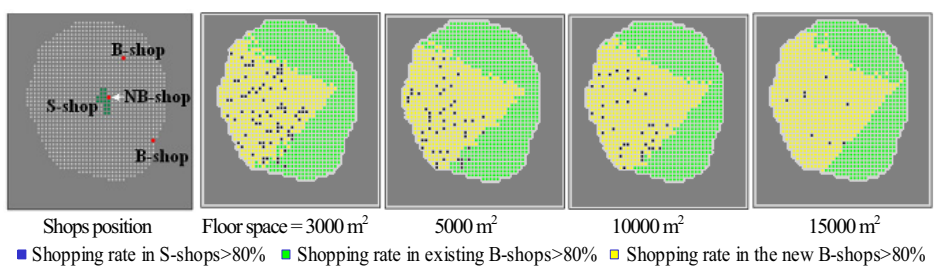 B-shop
S-shop
NB-shop
B-shop
Shops position
Floor space = 3000 m²
5000 m²
10000 m²
15000 m²
Shopping rate in S-shops>80%
Shopping rate in existing B-shops>80%
Shopping rate in the new B-shops>80%